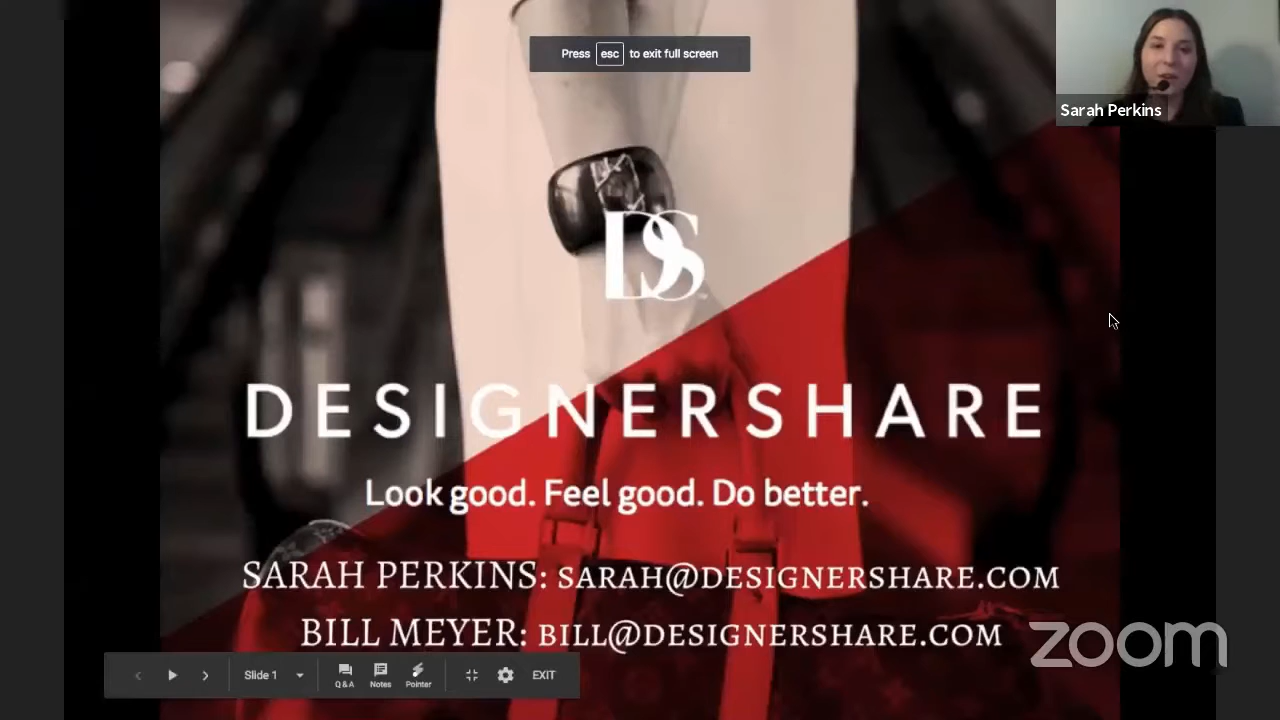 Press esc to exit full screen
Sarah Perkins
DS
DESIGNERSHARE
Look good. Feel good. Do better.
SARAH PERKINS: SARAH@DESIGNERSHARE.COM
BILL MEYER: BILL@DESIGNERSHARE.COM
zoom
Slide 1
Q&A
Notes
Pointer
EXIT